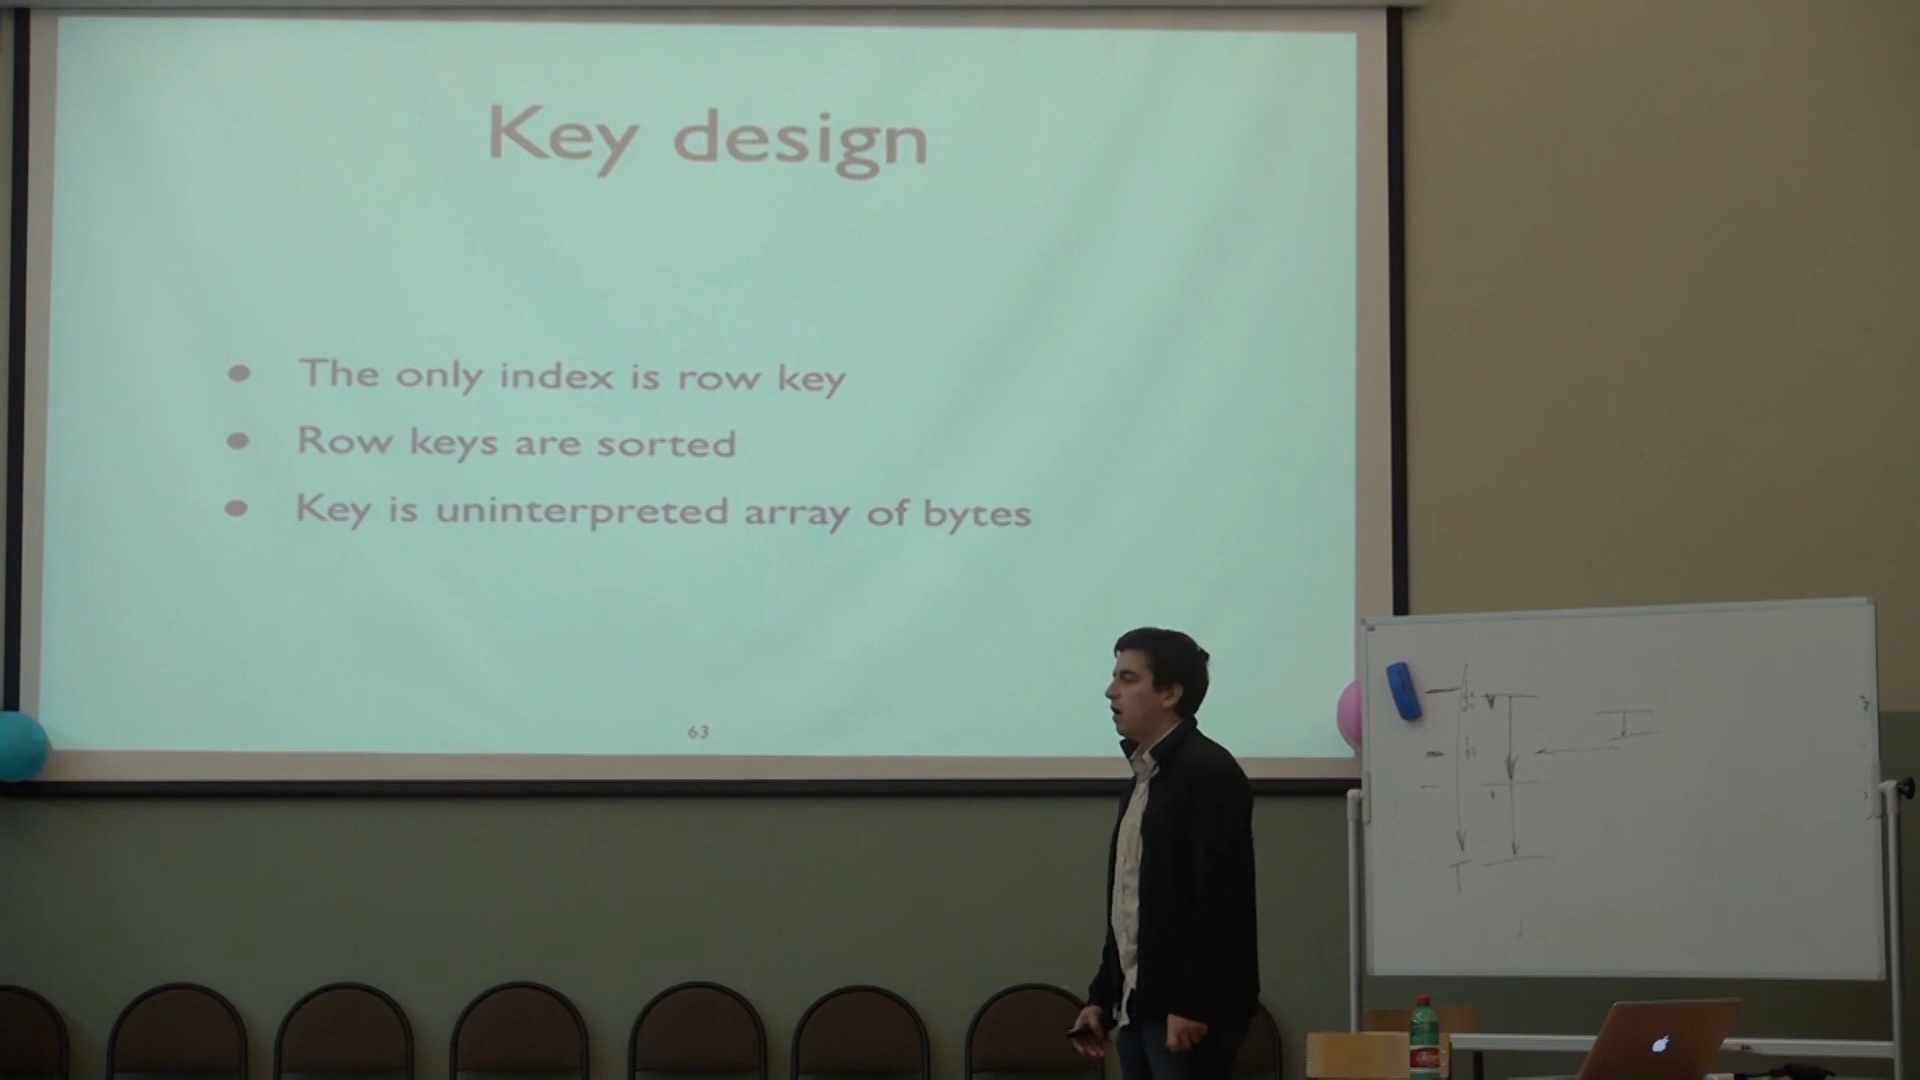 Key design
● The only index is row key
● Row keys are sorted
● Key is uninterpreted array of bytes
63